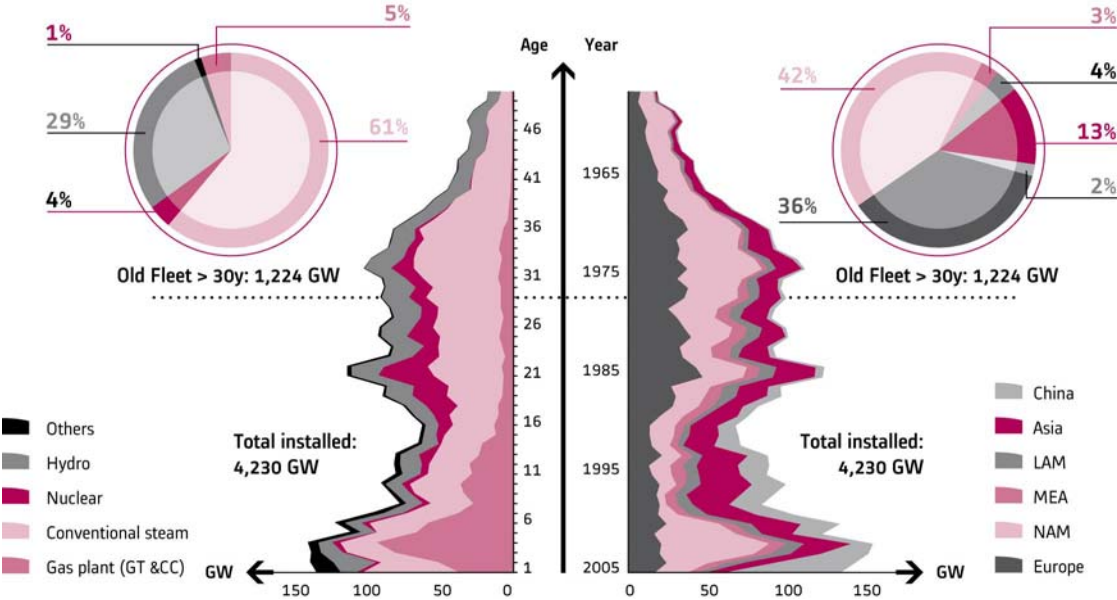 5%
1%
29%
61%
4%
Old Fleet > 30y: 1,224 GW
Age
Year
3%
42%
4%
13%
2%
36%
Old Fleet > 30y: 1,224 GW
46
41
36
31
26
21
16
11
6
1
1965
1975
1985
1995
2005
Others
Hydro
Nuclear
Conventional steam
Gas plant (GT &CC)
Total installed:
4,230 GW
Total installed:
4,230 GW
China
Asia
LAM
MEA
NAM
Europe
GW
150
100
50
0
0
50
100
GW